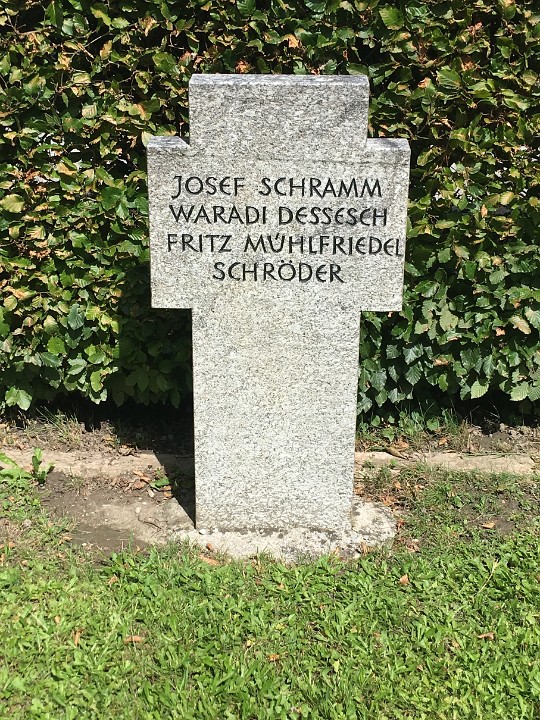 JOSEF SCHRAMM
WARADI DESSESCH
FRITZ MÜHLFRIEDEL
SCHRÖDER